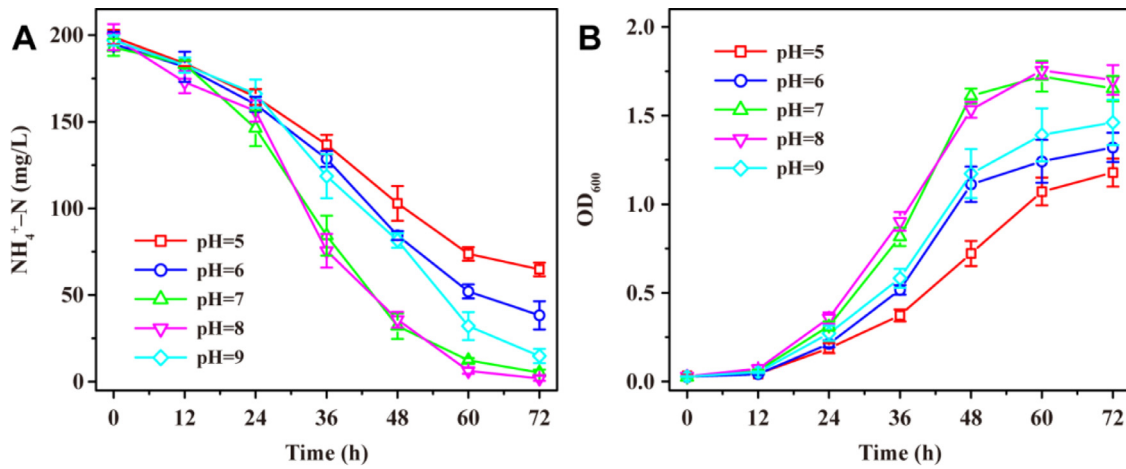 A
NH₄⁺–N (mg/L)
200
150
100
50
0
pH=5
pH=6
pH=7
pH=8
pH=9
0 12 24 36 48 60 72
Time (h)
B
OD₆₀₀
2.0
1.5
1.0
0.5
0.0
pH=5
pH=6
pH=7
pH=8
pH=9
0 12 24 36 48 60 72
Time (h)